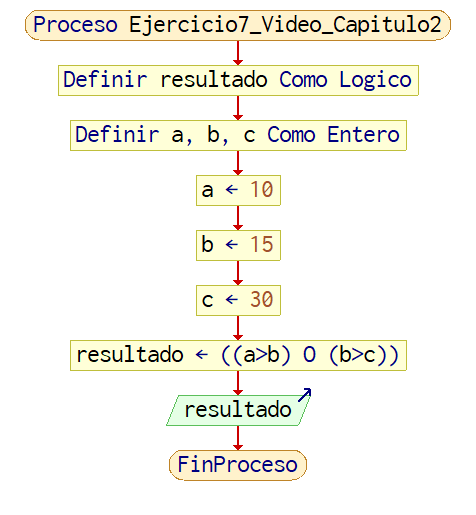 Proceso Ejercicio7_Video_Capitulo2
Definir resultado Como Logico
Definir a, b, c Como Entero
a ← 10
b ← 15
c ← 30
resultado ← ((a>b) O (b>c))
resultado
FinProceso